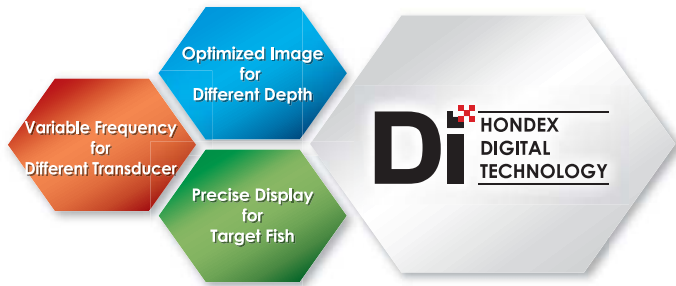 Optimized Image
for
Different Depth
Variable Frequency
for
Different Transducer
Precise Display
for
Target Fish
Di
HONDEX
DIGITAL
TECHNOLOGY